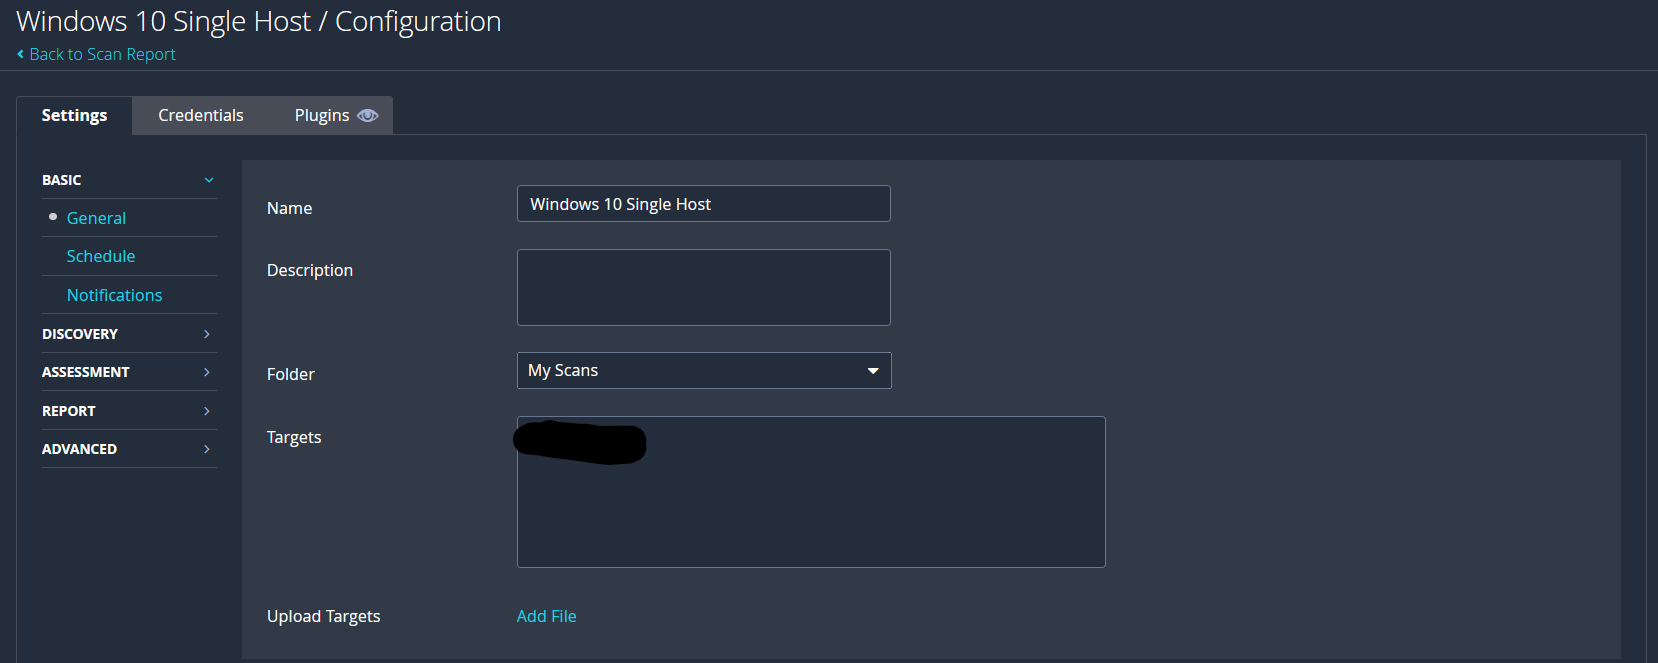 Windows 10 Single Host / Configuration
Back to Scan Report
Settings Credentials Plugins
BASIC
General
Schedule
Notifications
DISCOVERY
ASSESSMENT
REPORT
ADVANCED
Name Windows 10 Single Host
Description
Folder My Scans
Targets
Upload Targets Add File